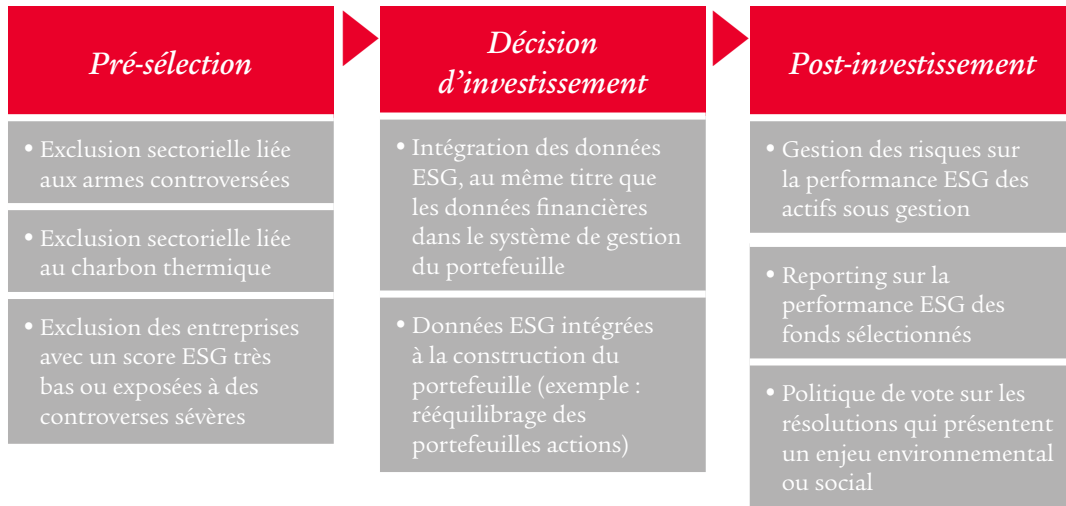 Pré-sélection
• Exclusion sectorielle liée
aux armes controversées
• Exclusion sectorielle liée
au charbon thermique
• Exclusion des entreprises
avec un score ESG très
bas ou exposées à des
controverses sévères
Décision
d’investissement
• Intégration des données
ESG, au même titre que
les données financières
dans le système de gestion
du portefeuille
• Données ESG intégrées
à la construction du
portefeuille (exemple :
rééquilibrage des
portefeuilles actions)
Post-investissement
• Gestion des risques sur
la performance ESG des
actifs sous gestion
• Reporting sur la
performance ESG des
fonds sélectionnés
• Politique de vote sur les
résolutions qui présentent
un enjeu environnemental
ou social